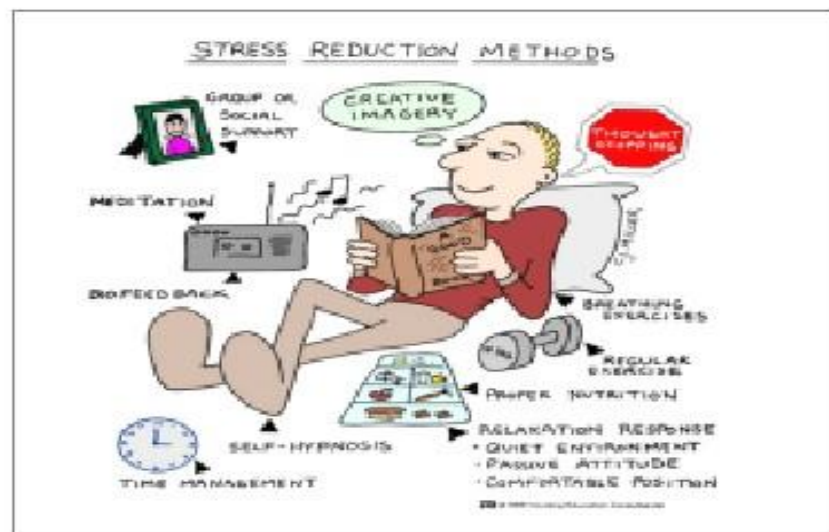 STRESS REDUCTION METHODS
GROUP OR
SOCIAL
SUPPORT
CREATIVE
IMAGERY
THOUGHT
STOPPING
MEDITATION
BIOFEEDBACK
BREATHING
EXERCISES
REGULAR
EXERCISE
PROPER NUTRITION
RELAXATION RESPONSE
• QUIET ENVIRONMENT
• PASSIVE ATTITUDE
• COMFORTABLE POSITION
SELF-HYPNOSIS
TIME MANAGEMENT